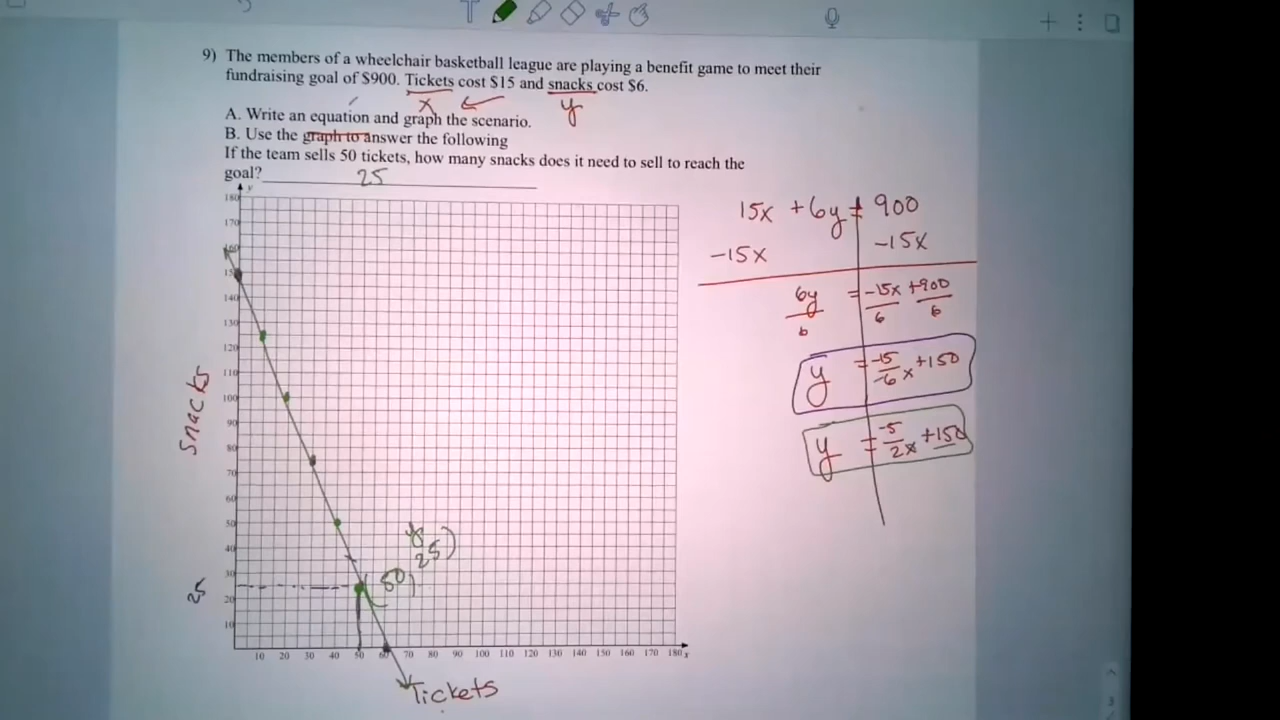 9) The members of a wheelchair basketball league are playing a benefit game to meet their
fundraising goal of $900. Tickets cost $15 and snacks cost $6.
x y
A. Write an equation and graph the scenario.
B. Use the graph to answer the following
If the team sells 50 tickets, how many snacks does it need to sell to reach the
goal? 25
y
180
170
160
15
140
130
120
110
100
90
80
70
60
50
40
30
20
10
10 20 30 40 50 60 70 80 90 100 110 120 130 140 150 160 170 180 x
snacks
25
(50, 25)
Tickets
15x + 6y = 900
-15x -15x
6y = -15x +900
6 6 6
y = -15/-6 x +150
y = -5/2x +150
3